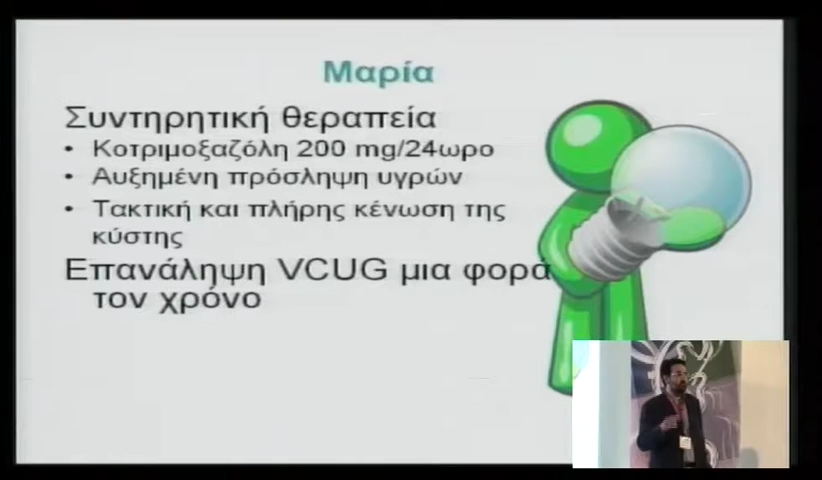 Μαρία
Συντηρητική θεραπεία
• Κοτριμοξαζόλη 200 mg/24ωρο
• Αυξημένη πρόσληψη υγρών
• Τακτική και πλήρης κένωση της
κύστης
Επανάληψη VCUG μια φορά
τον χρόνο